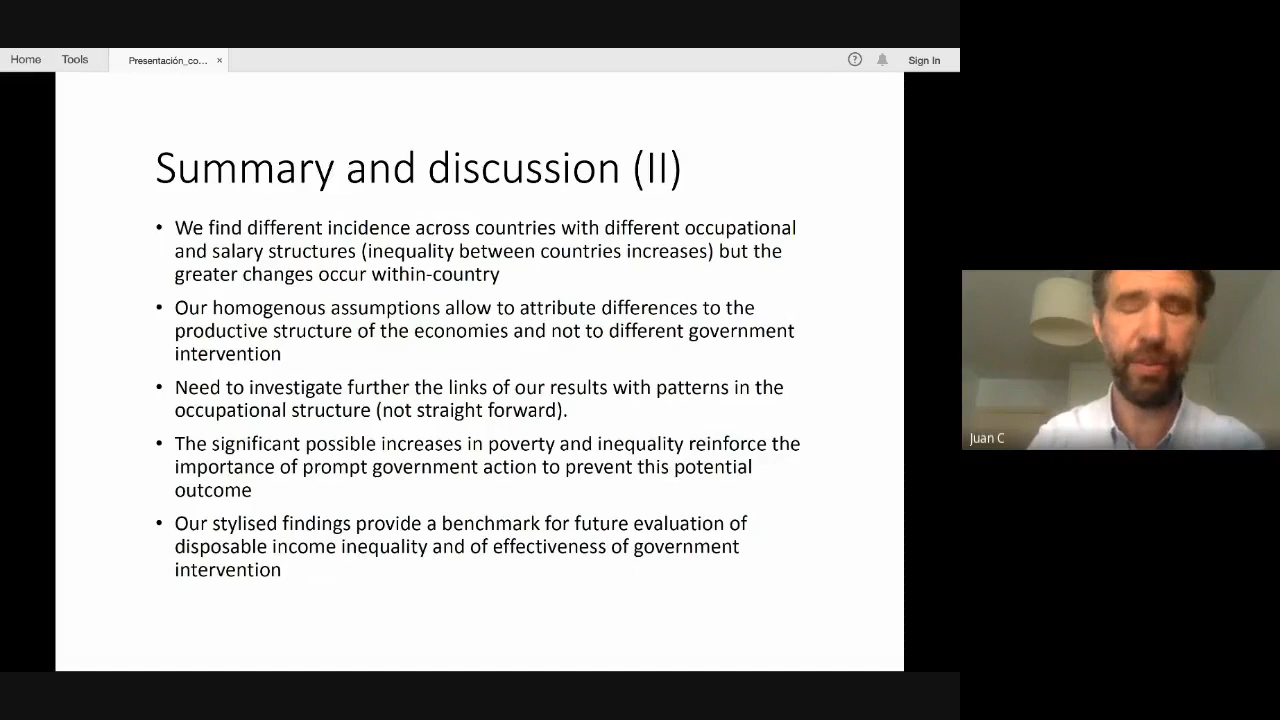 Home Tools Presentación_co... × ? Sign In
Summary and discussion (II)
• We find different incidence across countries with different occupational
and salary structures (inequality between countries increases) but the
greater changes occur within-country
• Our homogenous assumptions allow to attribute differences to the
productive structure of the economies and not to different government
intervention
• Need to investigate further the links of our results with patterns in the
occupational structure (not straight forward).
• The significant possible increases in poverty and inequality reinforce the
importance of prompt government action to prevent this potential
outcome
• Our stylised findings provide a benchmark for future evaluation of
disposable income inequality and of effectiveness of government
intervention
Juan C